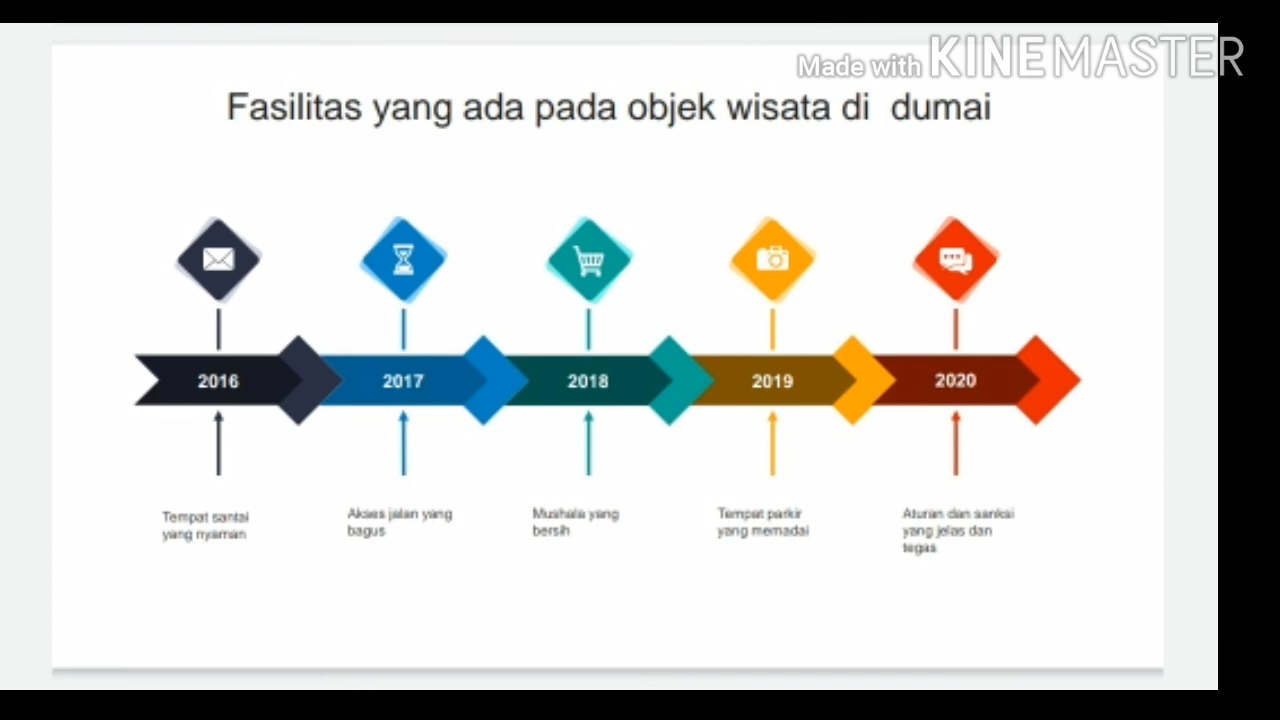 Made with KINEMASTER
Fasilitas yang ada pada objek wisata di dumai
2016
2017
2018
2019
2020
Tempat santai
yang nyaman
Akses jalan yang
bagus
Mushala yang
bersih
Tempat parkir
yang memadai
Aturan dan sanksi
yang jelas dan
tegas